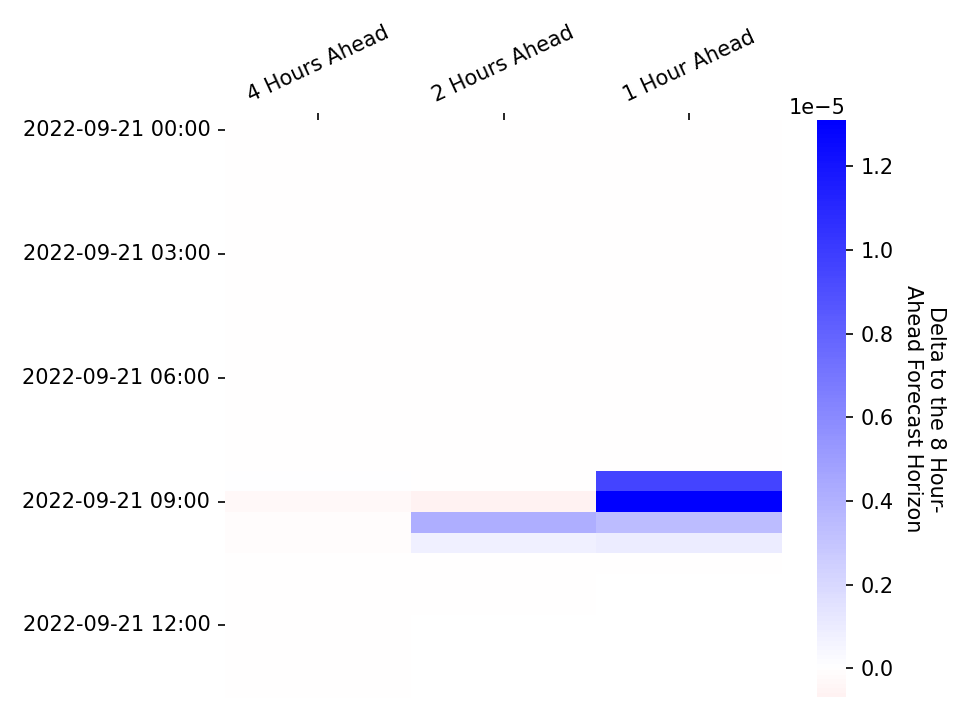 4 Hours Ahead
2 Hours Ahead
1 Hour Ahead
1e−5
2022-09-21 00:00
2022-09-21 03:00
2022-09-21 06:00
2022-09-21 09:00
2022-09-21 12:00
1.2
1.0
0.8
0.6
0.4
0.2
0.0
Delta to the 8 Hour-
Ahead Forecast Horizon